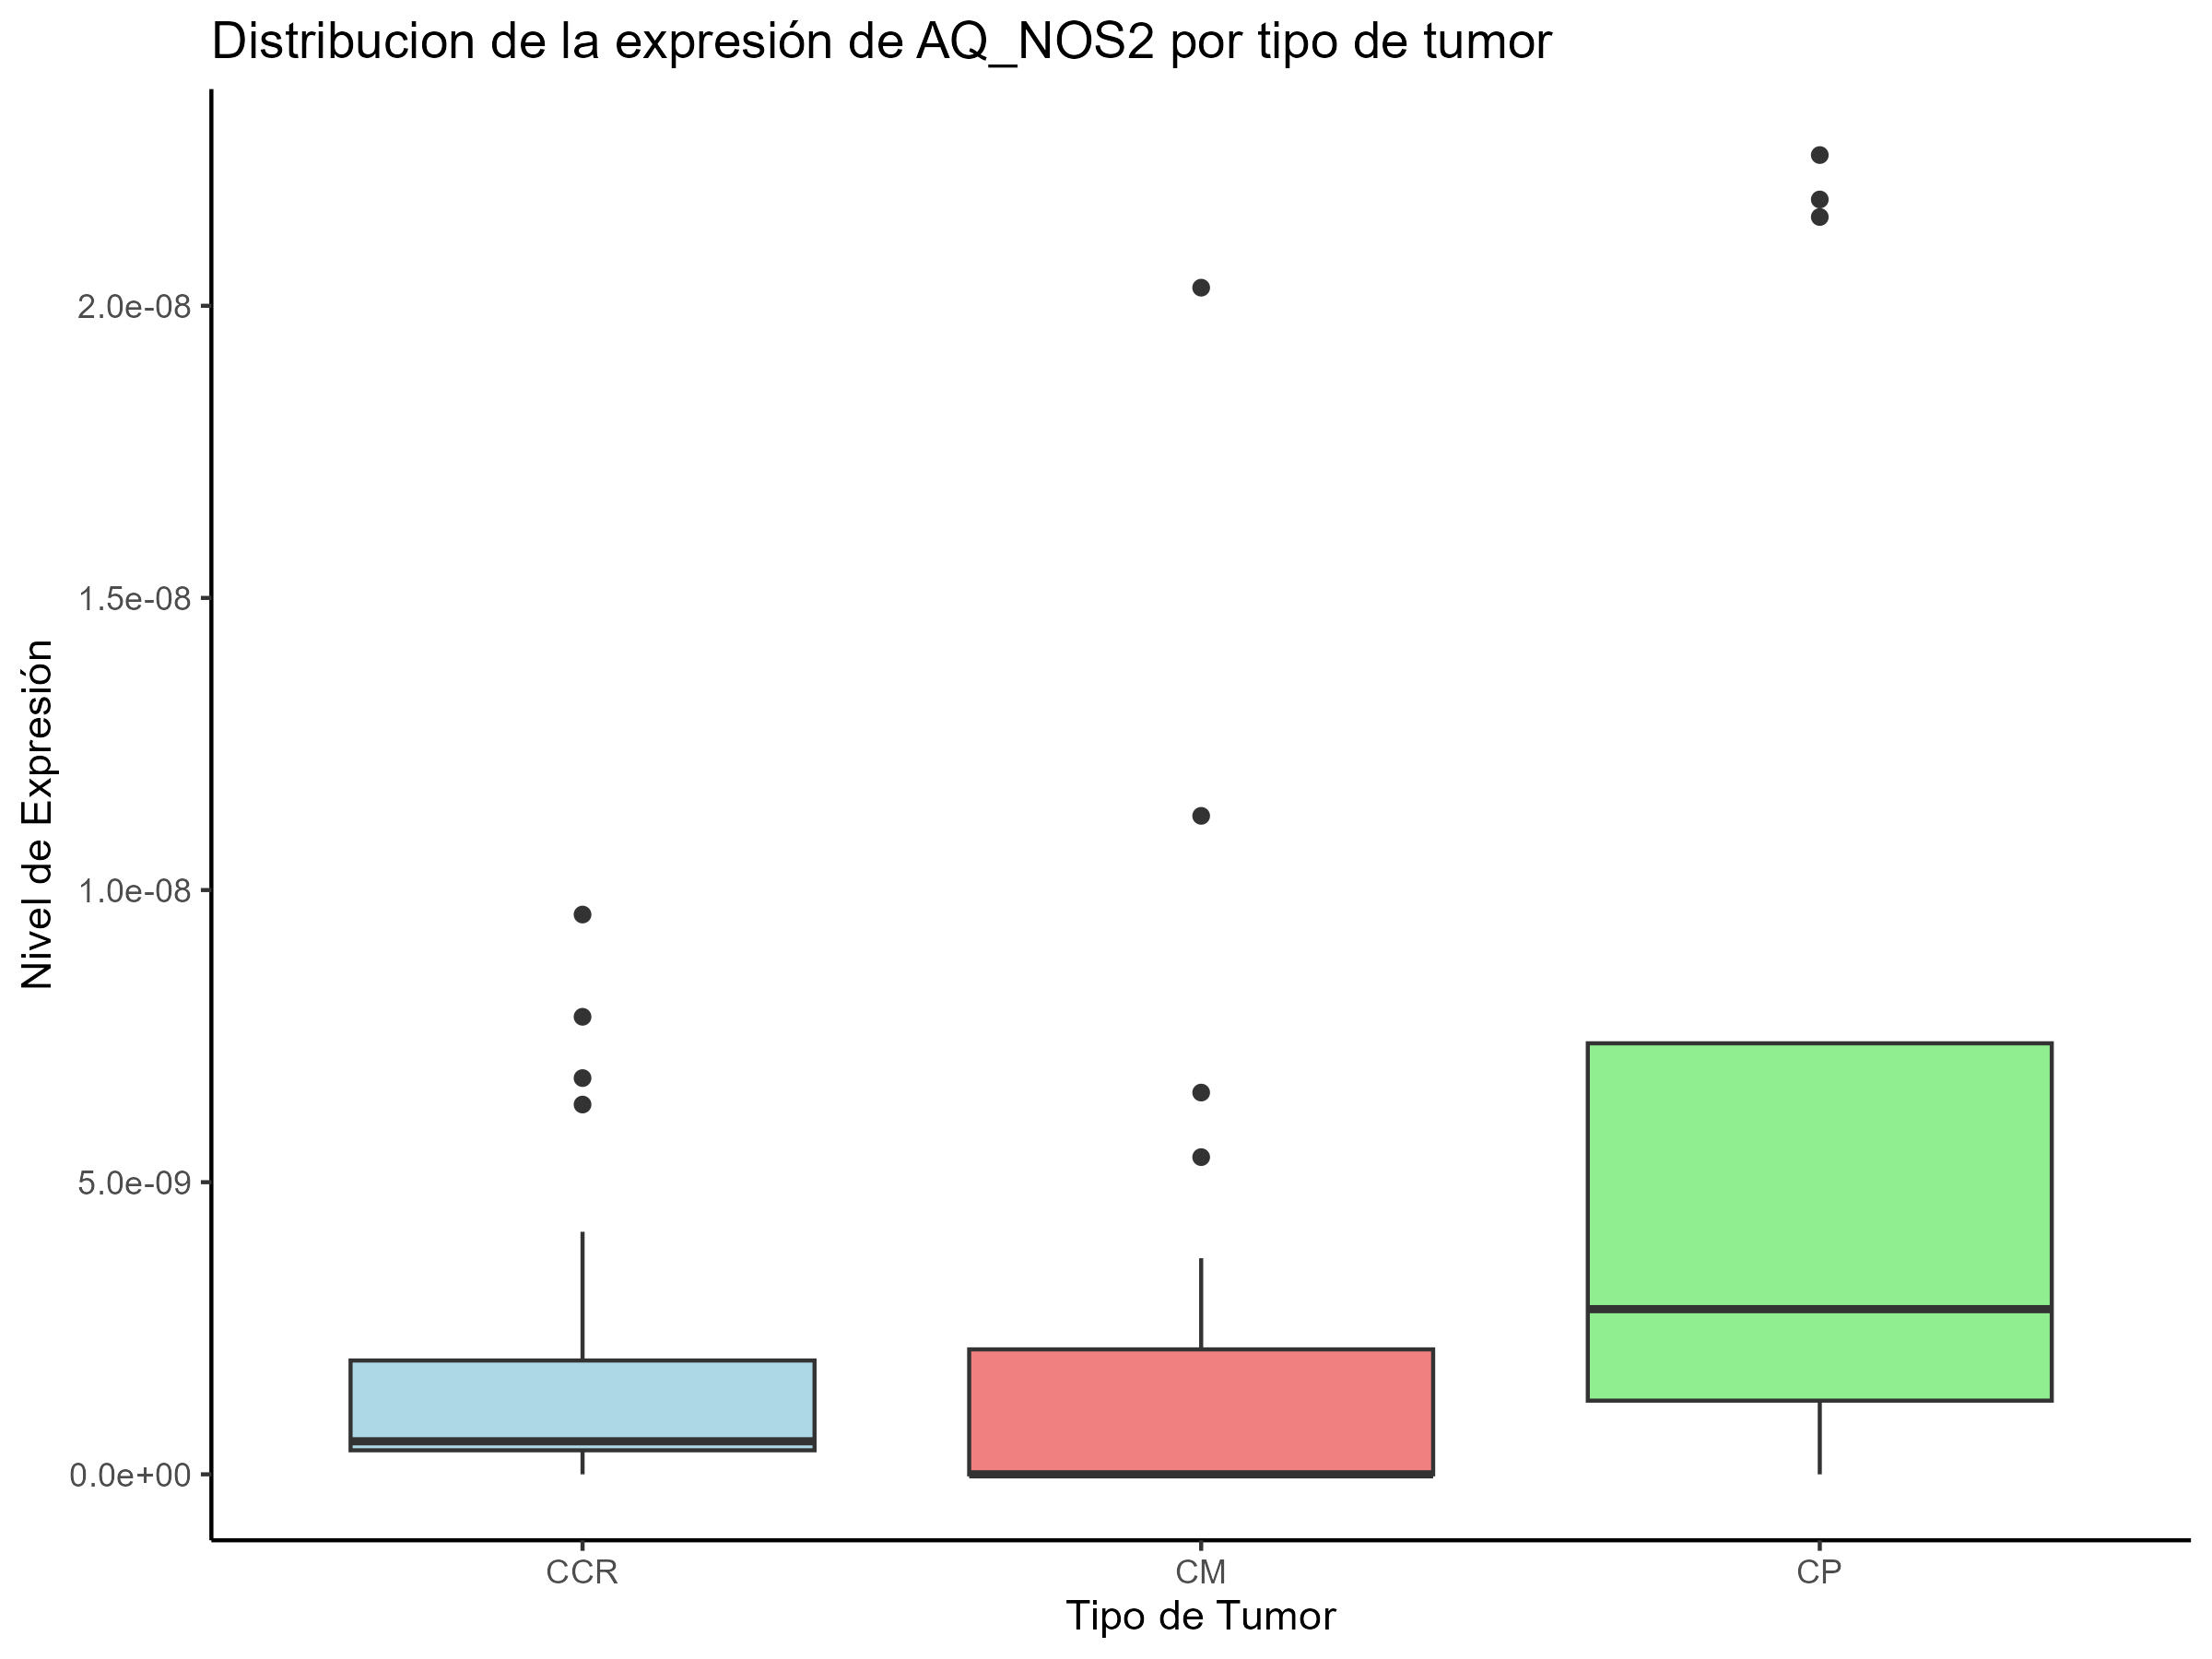 Distribucion de la expresión de AQ_NOS2 por tipo de tumor
Nivel de Expresión
2.0e-08
1.5e-08
1.0e-08
5.0e-09
0.0e+00
CCR
CM
CP
Tipo de Tumor